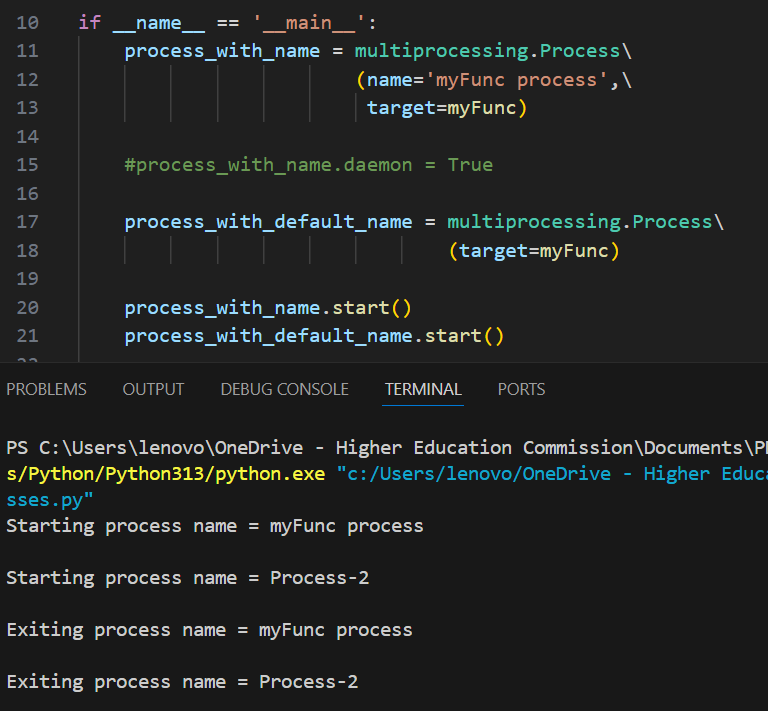 10 if __name__ == '__main__':
11 process_with_name = multiprocessing.Process\
12 (name='myFunc process',\
13 target=myFunc)
14
15 #process_with_name.daemon = True
16
17 process_with_default_name = multiprocessing.Process\
18 (target=myFunc)
19
20 process_with_name.start()
21 process_with_default_name.start()
PROBLEMS OUTPUT DEBUG CONSOLE TERMINAL PORTS
PS C:\Users\lenovo\OneDrive - Higher Education Commission\Documents\
s/Python/Python313/python.exe "c:/Users/lenovo/OneDrive - Higher
sses.py"
Starting process name = myFunc process
Starting process name = Process-2
Exiting process name = myFunc process
Exiting process name = Process-2